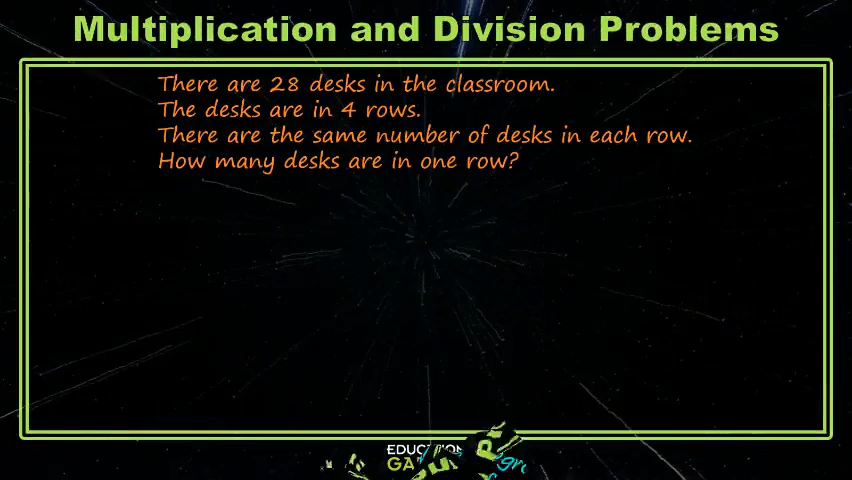 Multiplication and Division Problems
There are 28 desks in the classroom.
The desks are in 4 rows.
There are the same number of desks in each row.
How many desks are in one row?